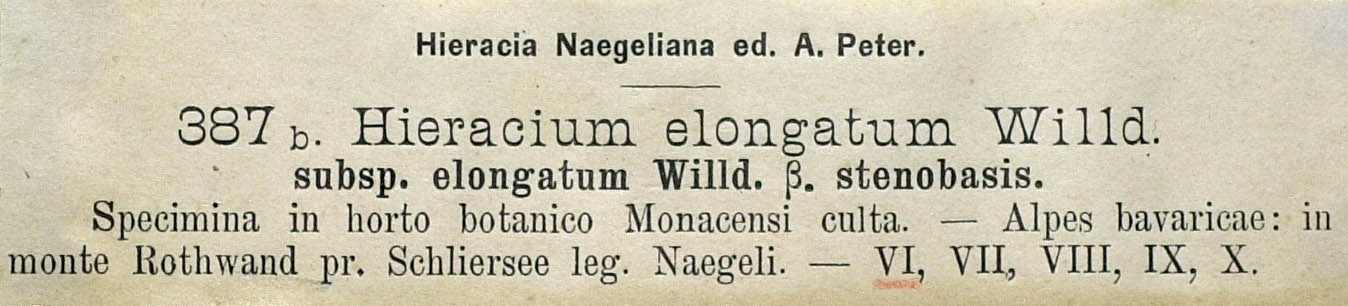 Hieracia Naegeliana ed. A. Peter.
387 b. Hieracium elongatum Willd.
subsp. elongatum Willd. β. stenobasis.
Specimina in horto botanico Monacensi culta. — Alpes bavaricae: in
monte Rothwand pr. Schliersee leg. Naegeli. — VI, VII, VIII, IX, X.